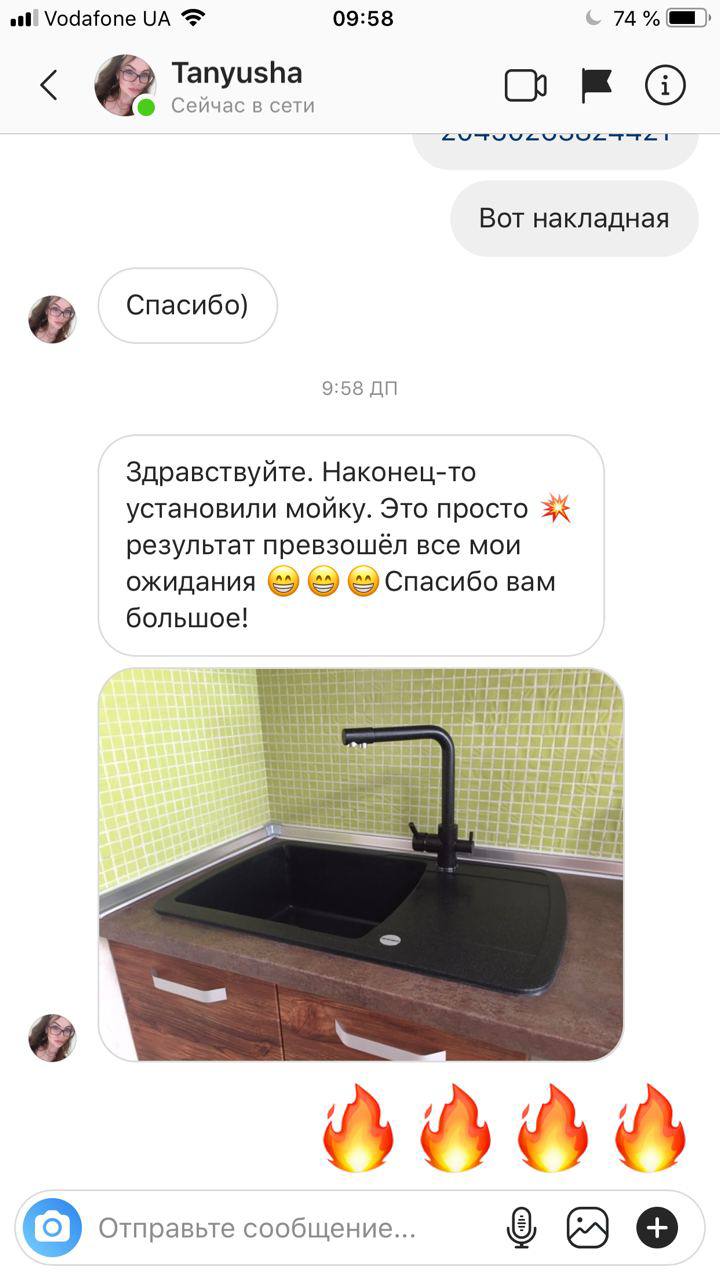 Vodafone UA
09:58
74 %
Tanyusha
Сейчас в сети
Вот накладная
Спасибо)
9:58 ДП
Здравствуйте. Наконец-то
установили мойку. Это просто 💥
результат превзошёл все мои
ожидания 😁😁😁Спасибо вам
большое!
🔥🔥🔥🔥
Отправьте сообщение...